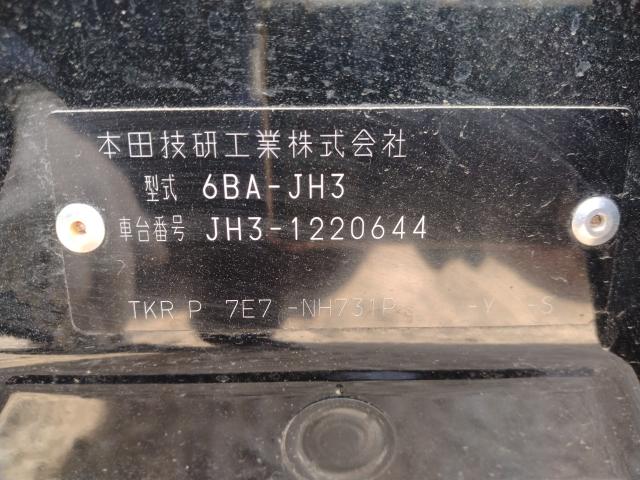 本田技研工業株式会社
型式 6BA-JH3
車台番号 JH3-1220644
TKR P 7E7 -NH731P -Y -S